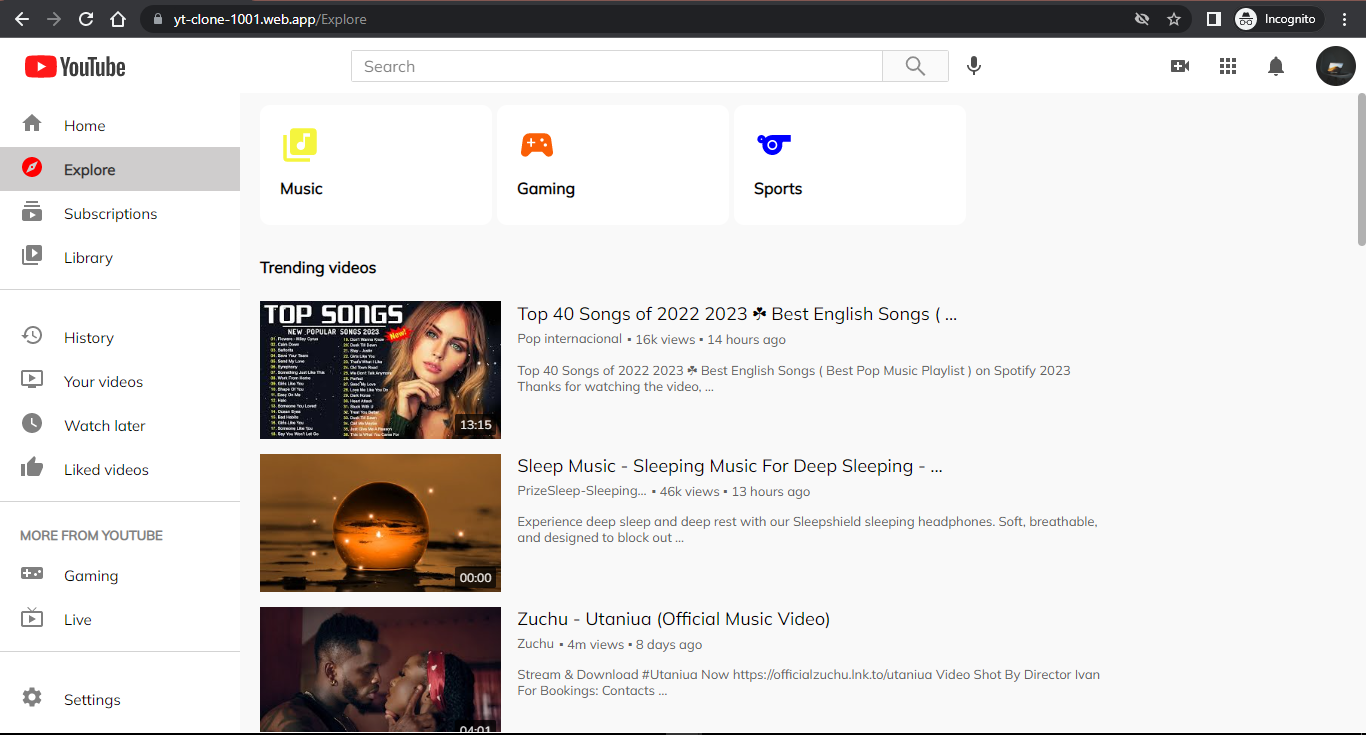 yt-clone-1001.web.app/Explore
Incognito
YouTube
Search
Home
Explore
Subscriptions
Library
History
Your videos
Watch later
Liked videos
MORE FROM YOUTUBE
Gaming
Live
Settings
Music
Gaming
Sports
Trending videos
TOP SONGS
NEW POPULAR SONGS 2023
New!
13:15
Top 40 Songs of 2022 2023 ☘ Best English Songs ( ...
Pop internacional • 16k views • 14 hours ago
Top 40 Songs of 2022 2023 ☘ Best English Songs ( Best Pop Music Playlist ) on Spotify 2023
Thanks for watching the video, ...
00:00
Sleep Music - Sleeping Music For Deep Sleeping - ...
PrizeSleep-Sleeping... • 46k views • 13 hours ago
Experience deep sleep and deep rest with our Sleepshield sleeping headphones. Soft, breathable,
and designed to block out ...
04:01
Zuchu - Utaniua (Official Music Video)
Zuchu • 4m views • 8 days ago
Stream & Download #Utaniua Now https://officialzuchu.lnk.to/utaniua Video Shot By Director Ivan
For Bookings: Contacts ...